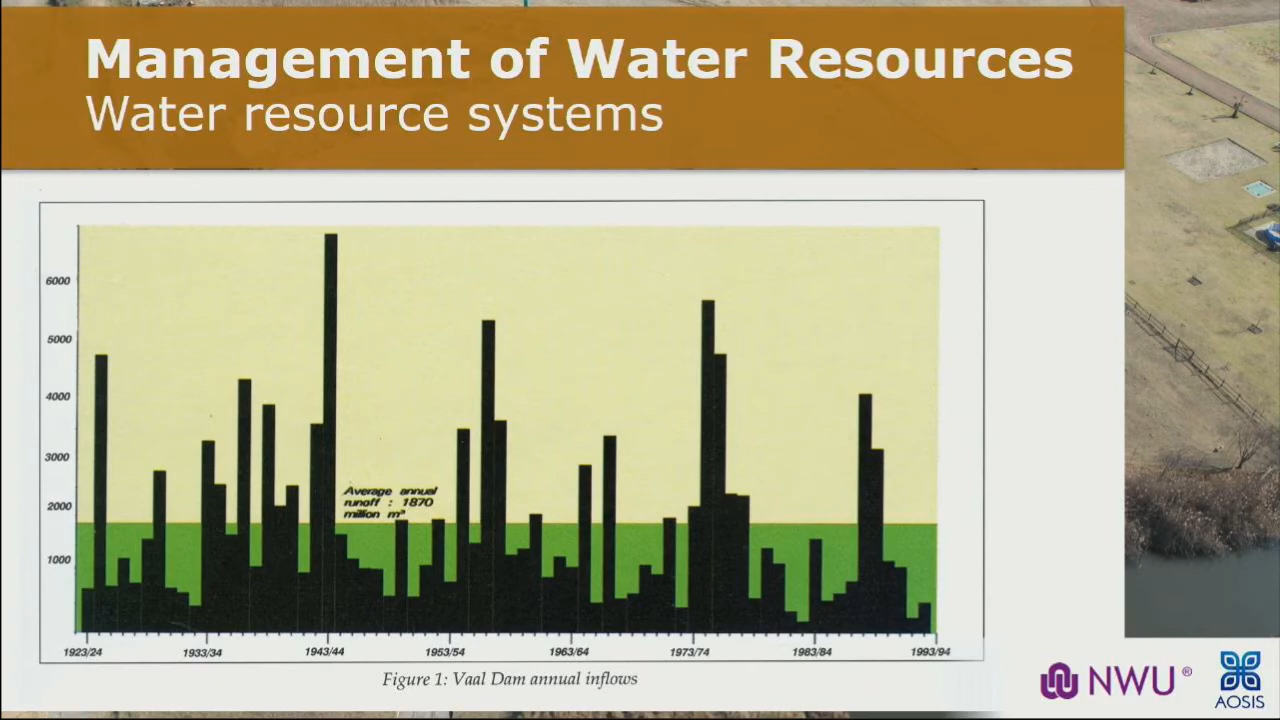 Management of Water Resources
Water resource systems
6000
5000
4000
3000
2000
1000
Average annual
runoff : 1870
million m³
1923/24 1933/34 1943/44 1953/54 1963/64 1973/74 1983/84 1993/94
Figure 1: Vaal Dam annual inflows
NWU®
AOSIS